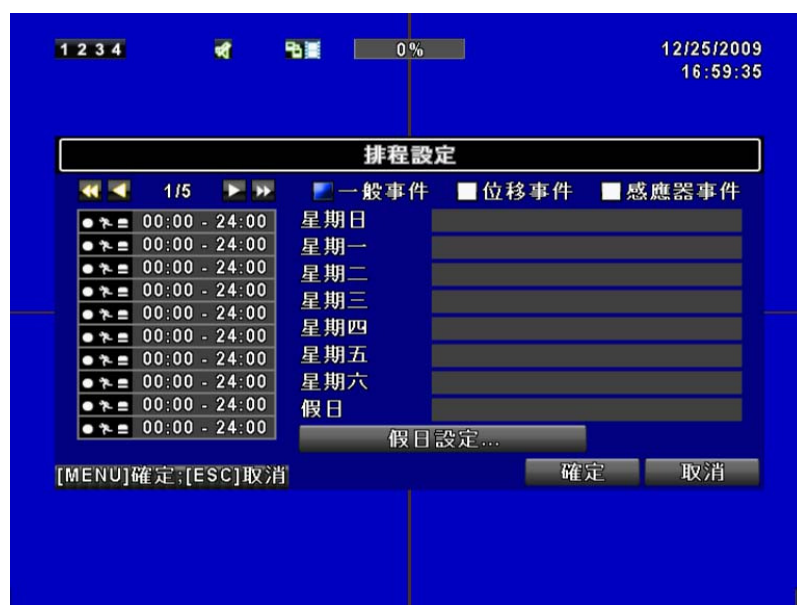 1 2 3 4
0%
12/25/2009
16:59:35
排程設定
1/5
一般事件
位移事件
感應器事件
00:00 - 24:00
星期日
00:00 - 24:00
星期一
00:00 - 24:00
星期二
00:00 - 24:00
星期三
00:00 - 24:00
星期四
00:00 - 24:00
星期五
00:00 - 24:00
星期六
00:00 - 24:00
假日
00:00 - 24:00
00:00 - 24:00
假日設定...
[MENU]確定;[ESC]取消
確定
取消